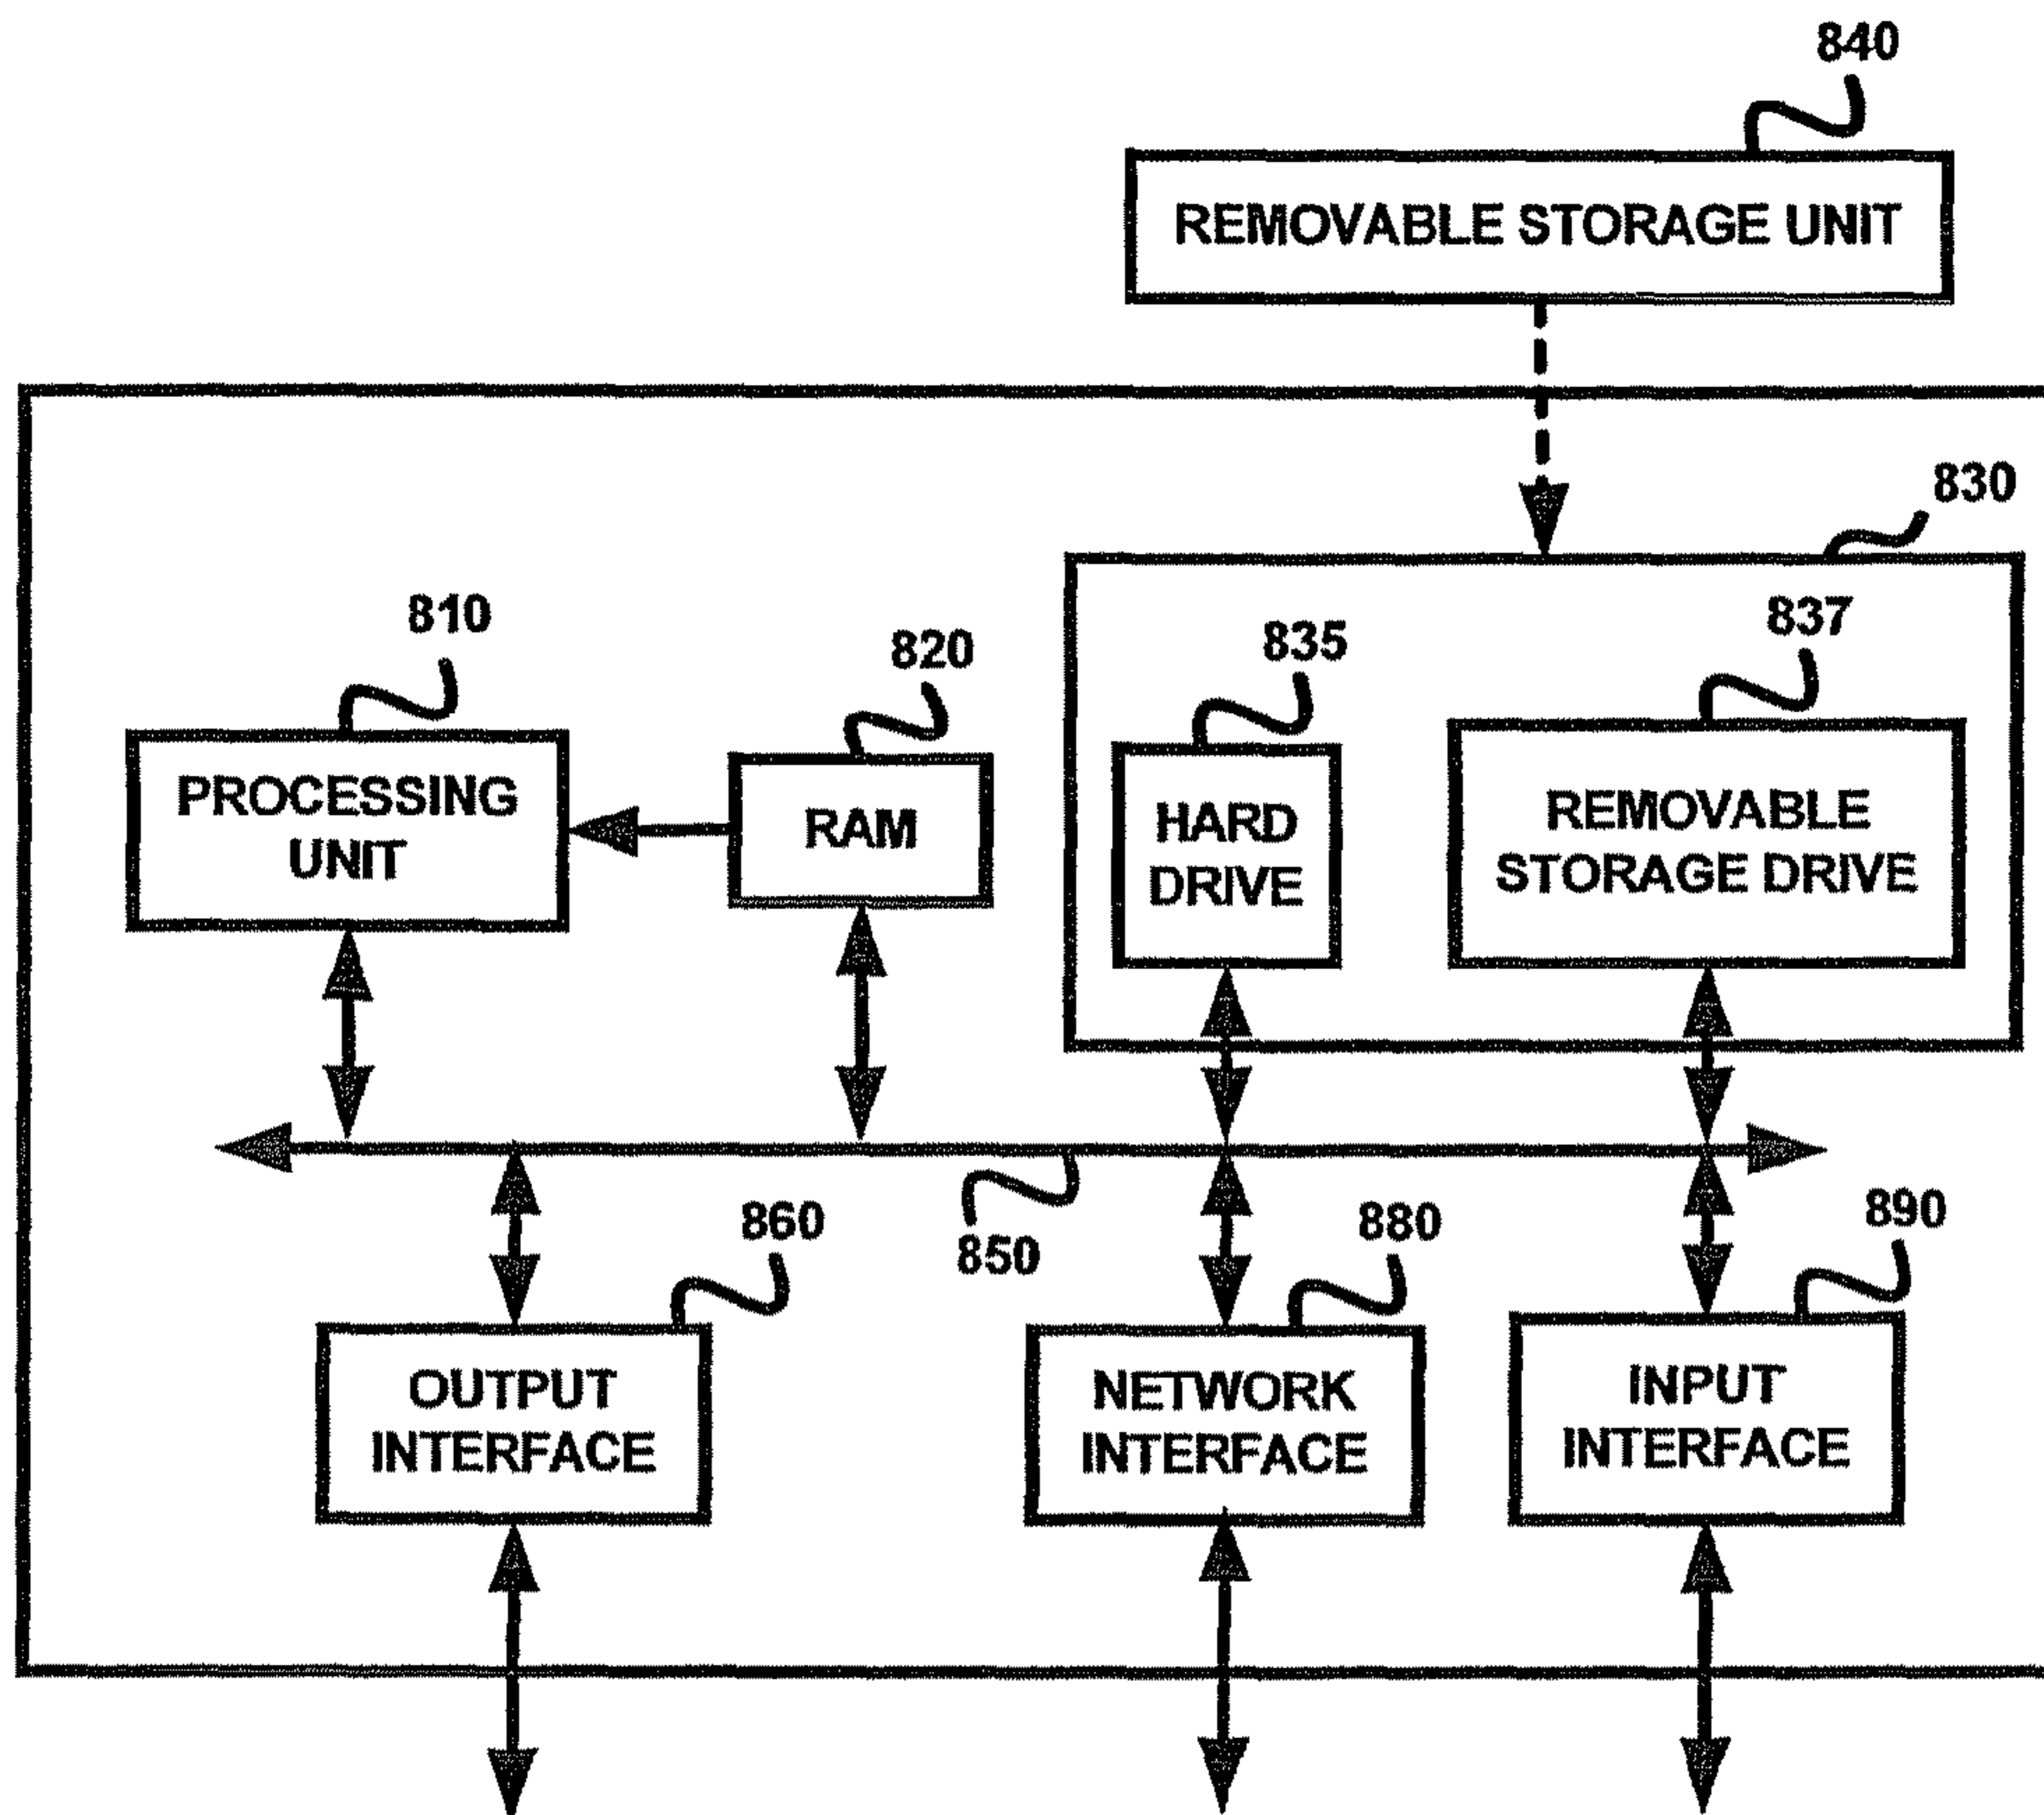 840
REMOVABLE STORAGE UNIT
830
810
820
835
837
PROCESSING
UNIT
RAM
HARD
DRIVE
REMOVABLE
STORAGE DRIVE
860
850
880
890
OUTPUT
INTERFACE
NETWORK
INTERFACE
INPUT
INTERFACE